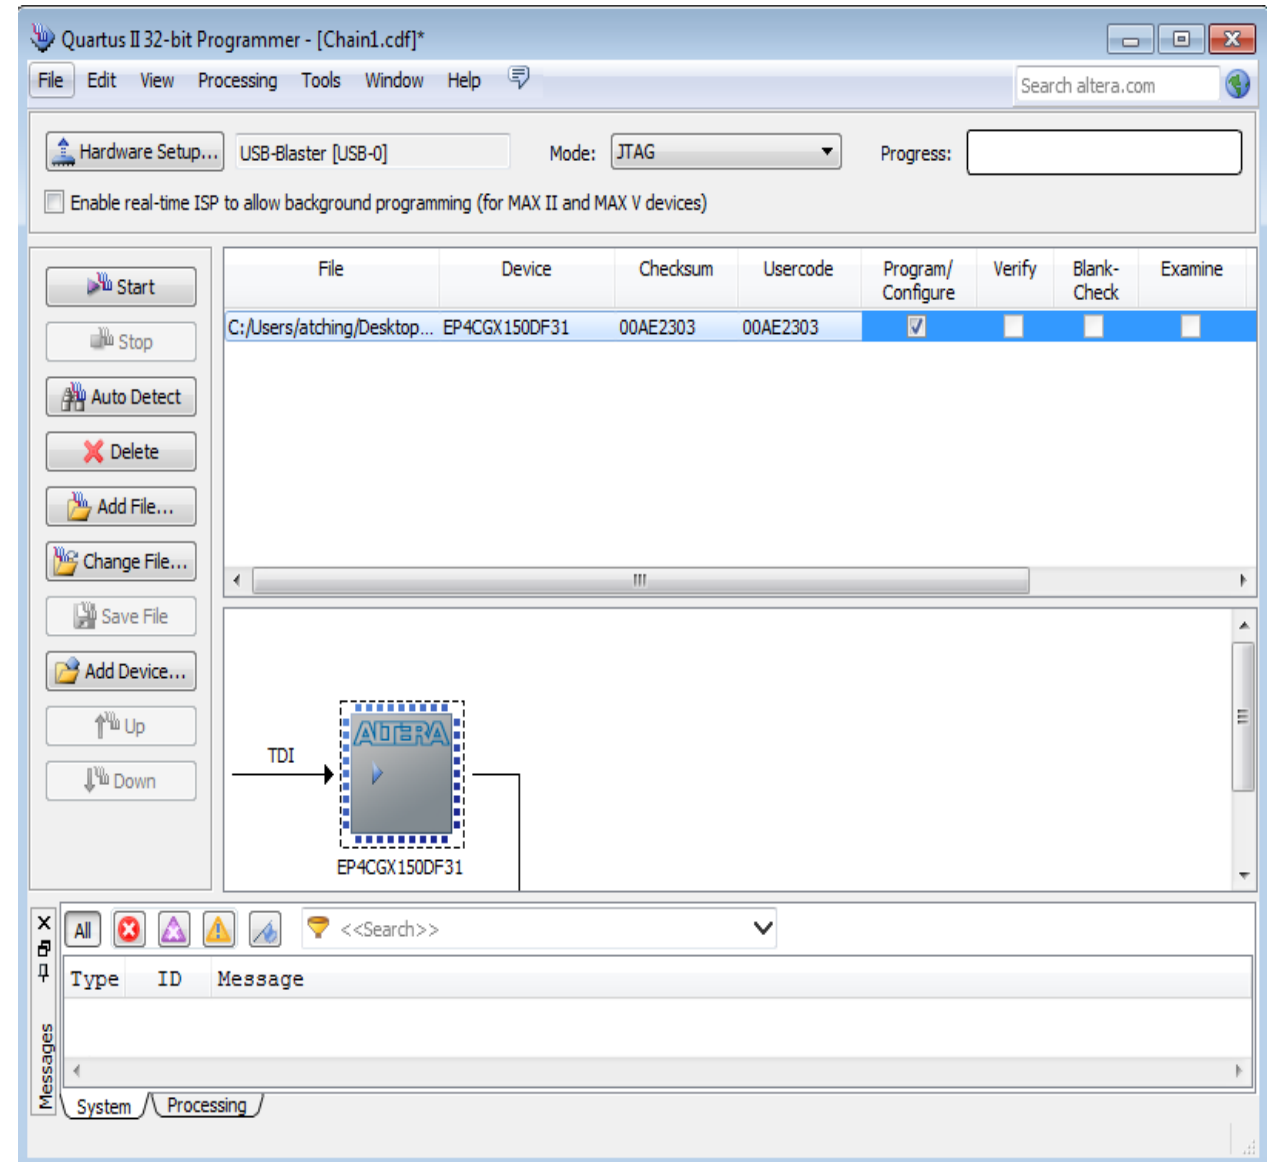 Quartus II 32-bit Programmer - [Chain1.cdf]*
File Edit View Processing Tools Window Help Search altera.com
Hardware Setup... USB-Blaster [USB-0] Mode: JTAG Progress:
Enable real-time ISP to allow background programming (for MAX II and MAX V devices)
Start
Stop
Auto Detect
Delete
Add File...
Change File...
Save File
Add Device...
Up
Down
File Device Checksum Usercode Program/ Verify Blank- Examine
Configure Check
C:/Users/atching/Desktop... EP4CGX150DF31 00AE2303 00AE2303
ALTERA
TDI
EP4CGX150DF31
All <<Search>>
Type ID Message
Messages
System Processing